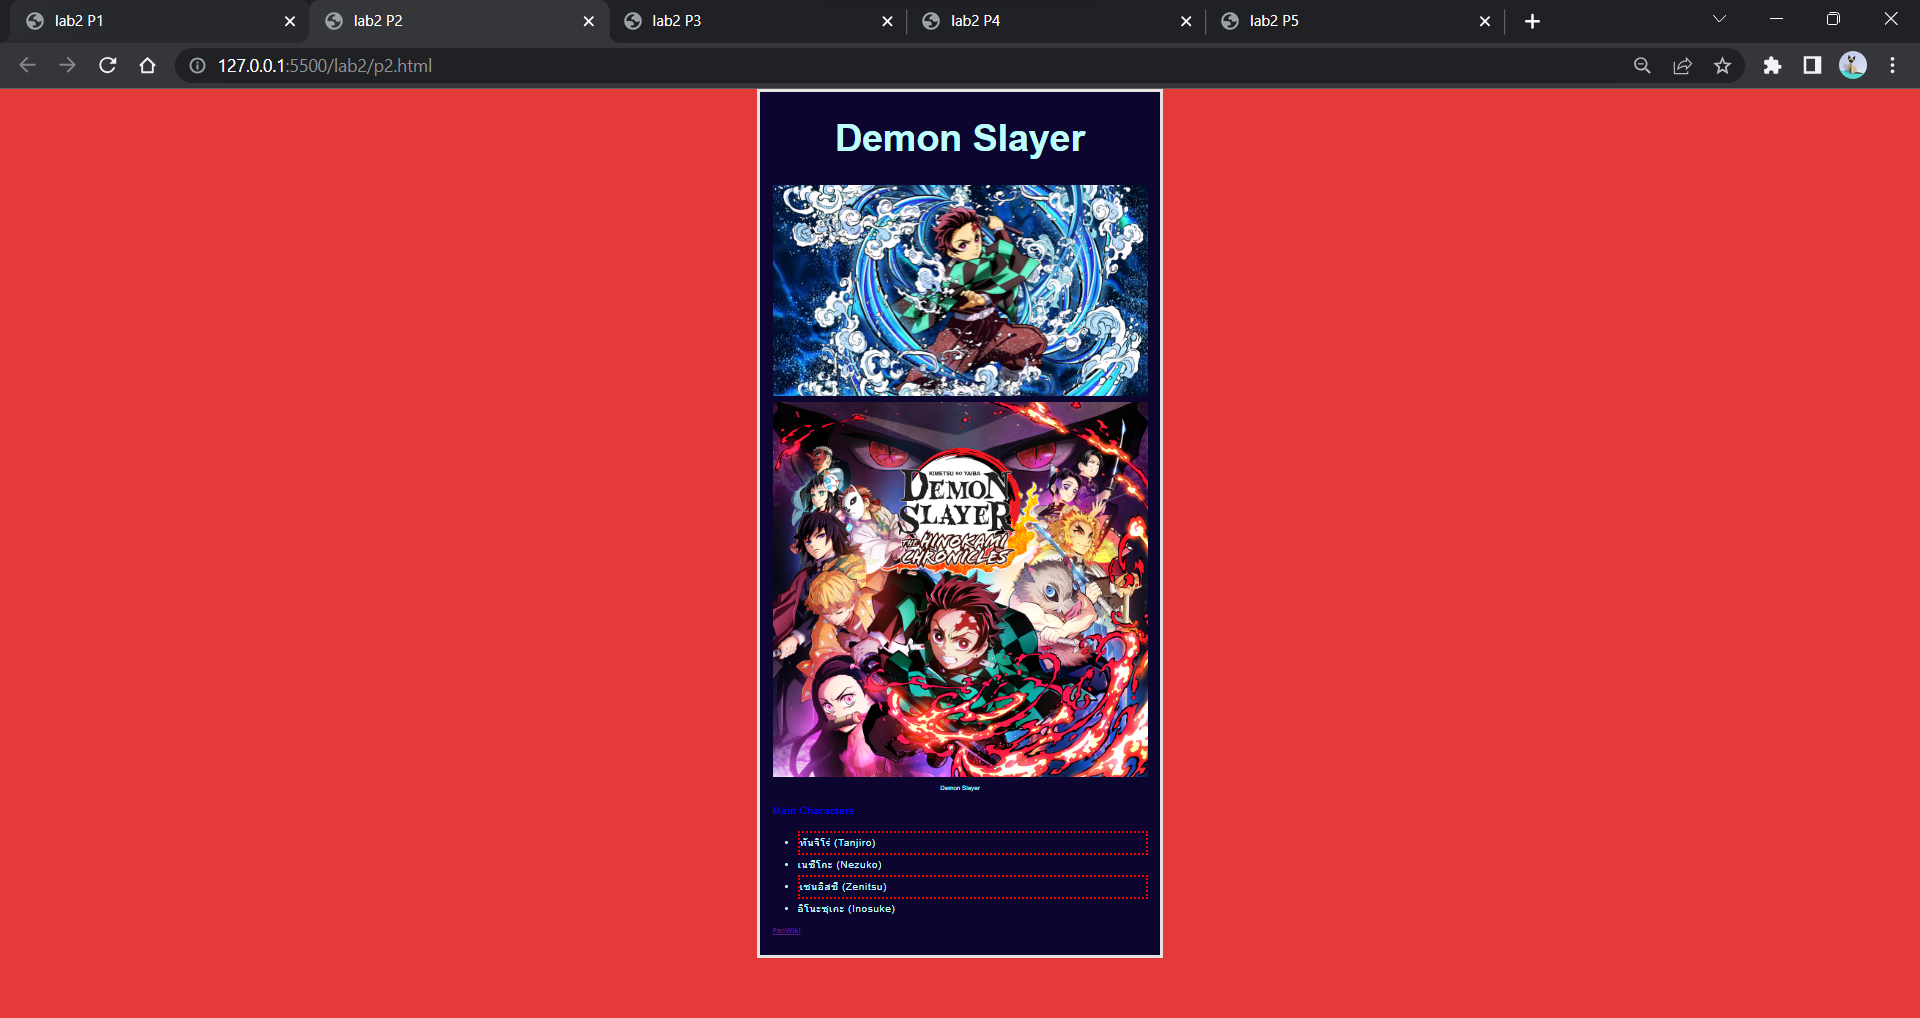 lab2 P1
lab2 P2
lab2 P3
lab2 P4
lab2 P5
127.0.0.1:5500/lab2/p2.html
Demon Slayer
KIMETSU NO YAIBA
DEMON
SLAYER
THE HINOKAMI
CHRONICLES
Demon Slayer
Main Characters
ทันจิโร่ (Tanjiro)
เนซึโกะ (Nezuko)
เซนอิสซึ (Zenitsu)
อิโนะซุเกะ (Inosuke)
FanWiki